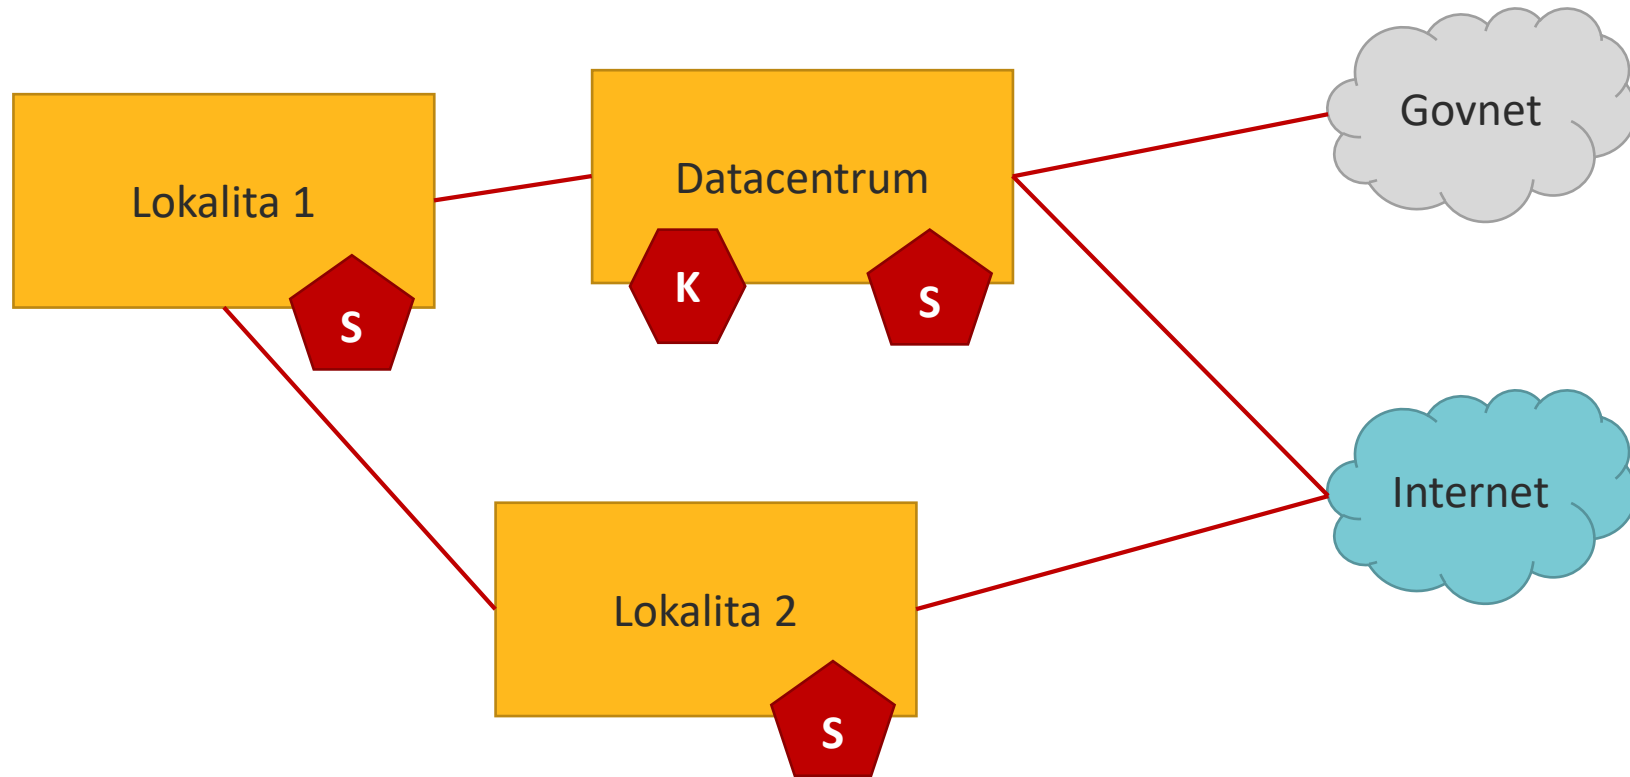 Govnet
Lokalita 1
Datacentrum
S
K
S
Internet
Lokalita 2
S